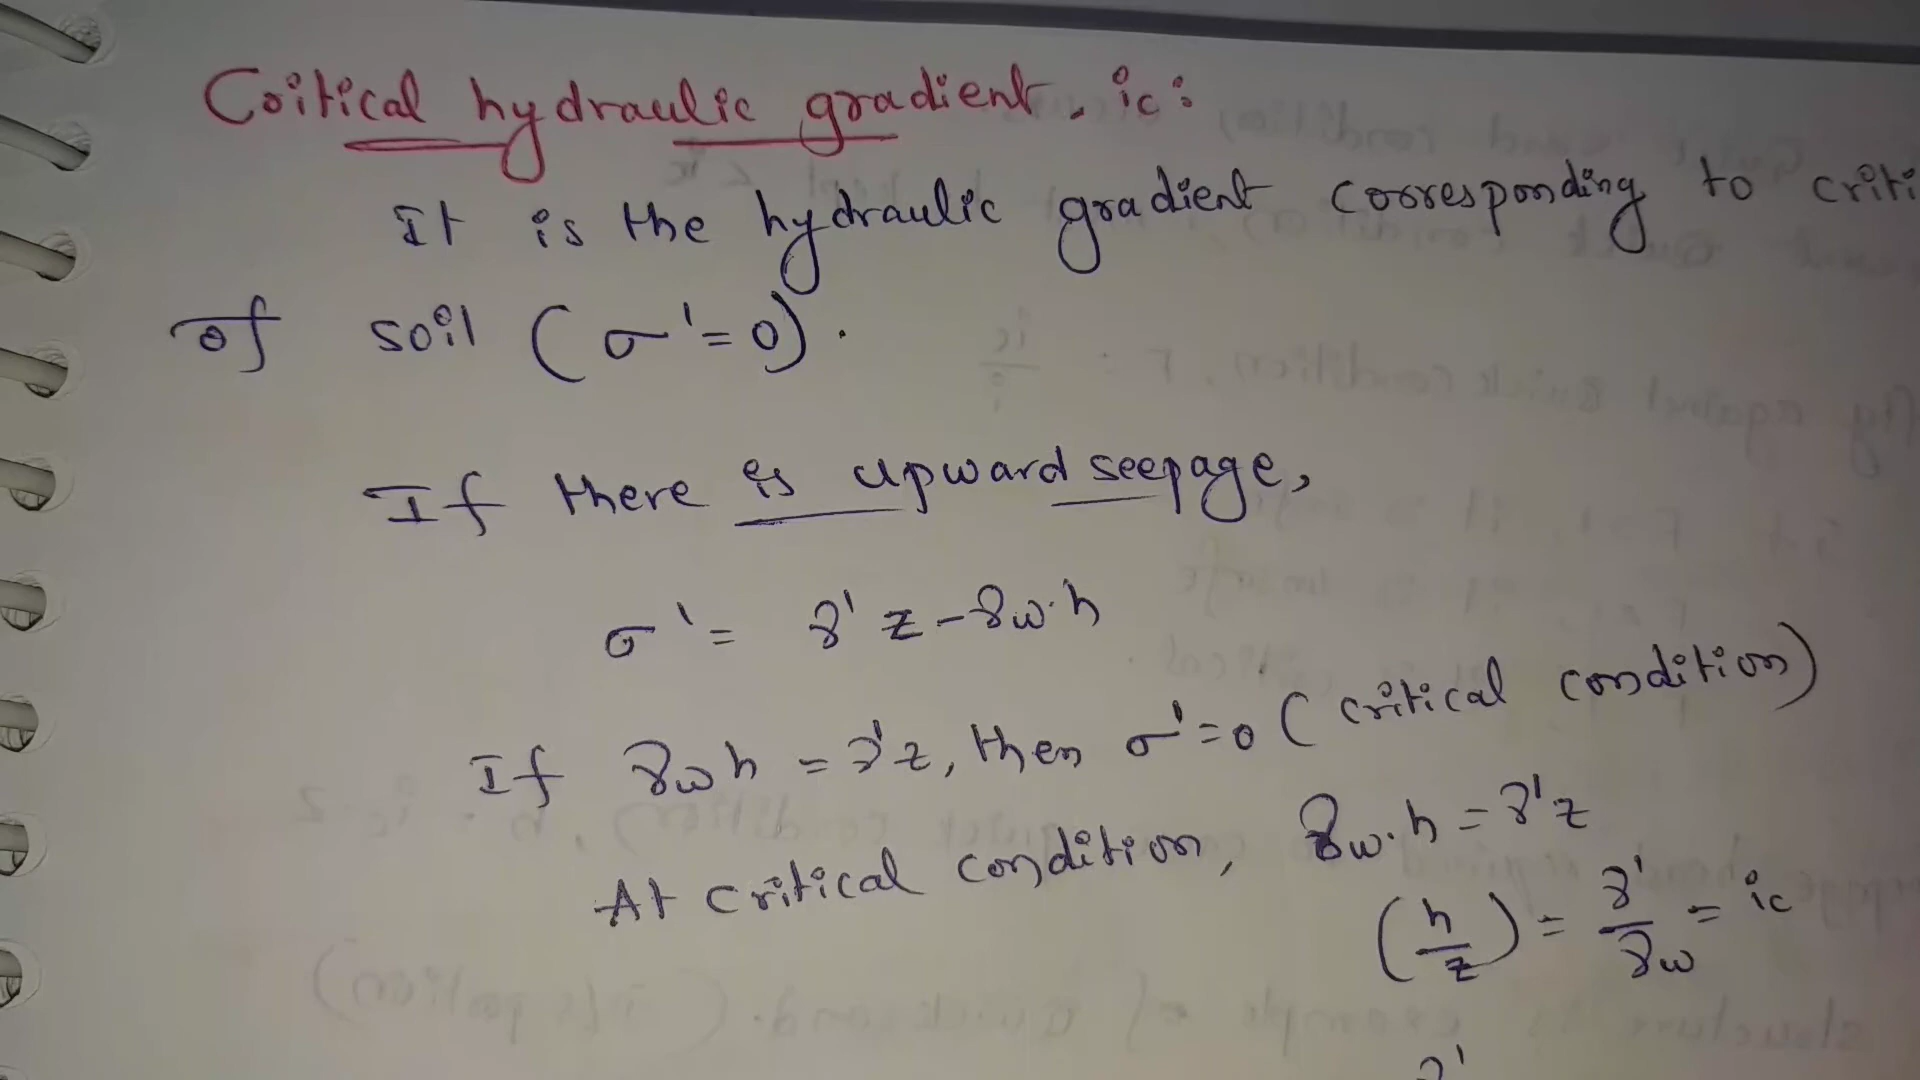 Critical hydraulic gradient, ic:
It is the hydraulic gradient corresponding to criti
of soil (σ'=0).
If there is upward seepage,
σ' = γ'z-γw.h
If γwh = γ'z, then σ'=0 (critical condition)
At critical condition, γw.h = γ'z
(h/z) = γ'/γw = ic
γ'